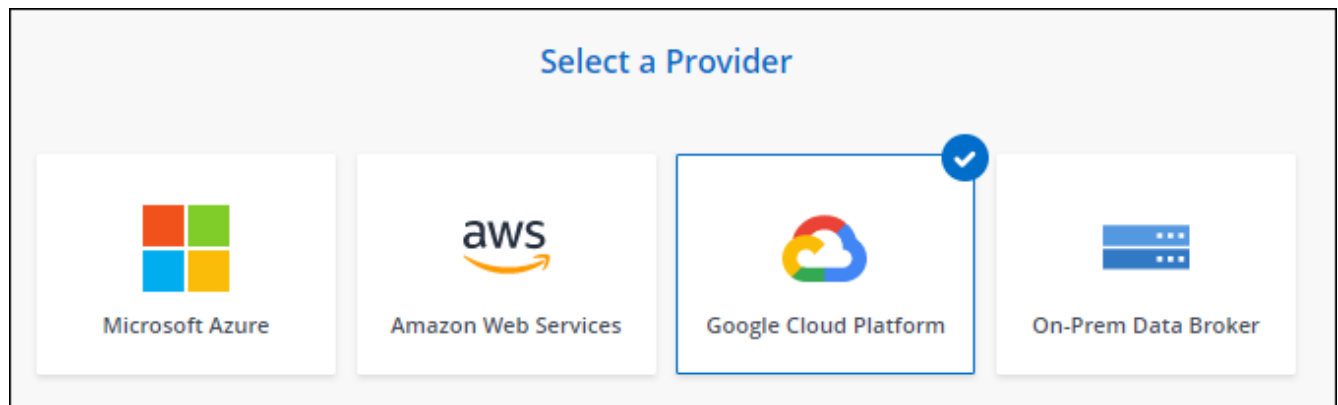 Select a Provider
aws
Microsoft Azure
Amazon Web Services
Google Cloud Platform
On-Prem Data Broker